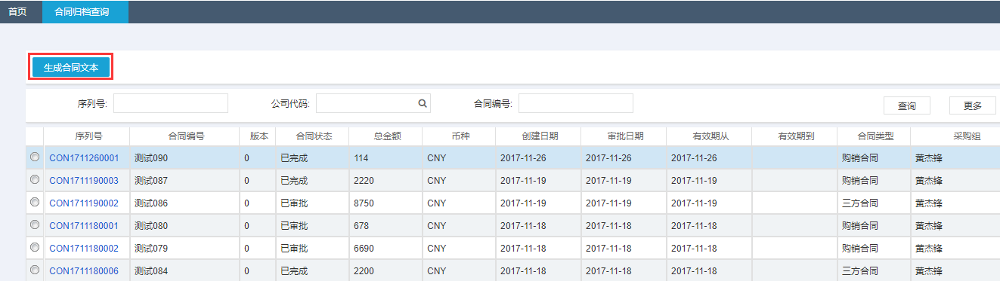 首页 合同归档查询
生成合同文本
序列号: 公司代码: 合同编号: 查询 更多
序列号 合同编号 版本 合同状态 总金额 币种 创建日期 审批日期 有效期从 有效期到 合同类型 采购组
CON1711260001 测试090 0 已完成 114 CNY 2017-11-26 2017-11-26 2017-11-26 购销合同 黄杰锋
CON1711190003 测试087 0 已完成 2220 CNY 2017-11-19 2017-11-19 2017-11-19 购销合同 黄杰锋
CON1711190002 测试086 0 已审批 8750 CNY 2017-11-19 2017-11-19 2017-11-19 三方合同 黄杰锋
CON1711180001 测试080 0 已审批 678 CNY 2017-11-18 2017-11-18 2017-11-18 购销合同 黄杰锋
CON1711180002 测试079 0 已审批 6690 CNY 2017-11-18 2017-11-18 2017-11-18 购销合同 黄杰锋
CON1711180006 测试084 0 已完成 2200 CNY 2017-11-18 2017-11-18 2017-11-18 三方合同 黄杰锋